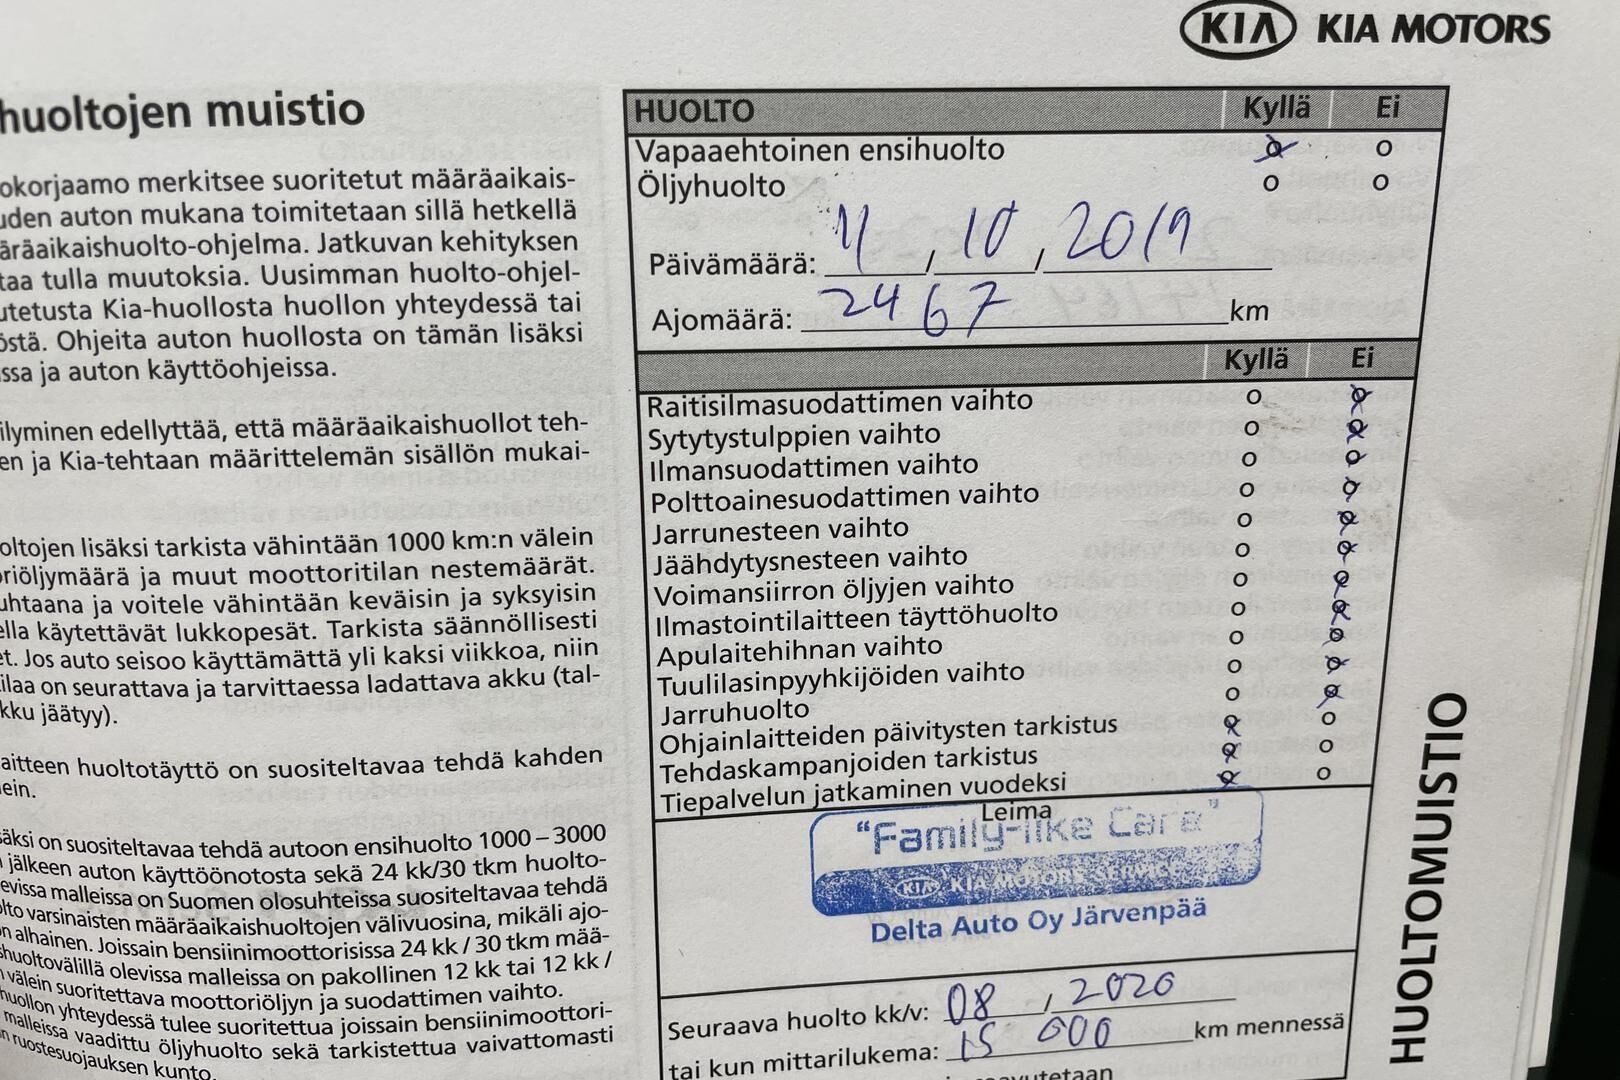 KIA KIA MOTORS
huoltojen muistio
okorjaamo merkitsee suoritetut määräaikais-
uden auton mukana toimitetaan sillä hetkellä
äräaikaishuolto-ohjelma. Jatkuvan kehityksen
taa tulla muutoksia. Uusimman huolto-ohjel-
utetusta Kia-huollosta huollon yhteydessä tai
östä. Ohjeita auton huollosta on tämän lisäksi
ssa ja auton käyttöohjeissa.
ilyminen edellyttää, että määräaikaishuollot teh-
en ja Kia-tehtaan määrittelemän sisällön mukai-
oltojen lisäksi tarkista vähintään 1000 km:n välein
riöljymäärä ja muut moottoritilan nestemäärät.
uhtaana ja voitele vähintään keväisin ja syksyisin
ella käytettävät lukkopesät. Tarkista säännöllisesti
et. Jos auto seisoo käyttämättä yli kaksi viikkoa, niin
ilaa on seurattava ja tarvittaessa ladattava akku (tal-
kku jäätyy).
aitteen huoltotäyttö on suositeltavaa tehdä kahden
ein.
säksi on suositeltavaa tehdä autoon ensihuolto 1000 – 3000
jälkeen auton käyttöönotosta sekä 24 kk/30 tkm huolto-
evissa malleissa on Suomen olosuhteissa suositeltavaa tehdä
olto varsinaisten määräaikaishuoltojen välivuosina, mikäli ajo-
n alhainen. Joissain bensiinimoottorisissa 24 kk / 30 tkm mää-
shuoltovälillä olevissa malleissa on pakollinen 12 kk tai 12 kk /
välein suoritettava moottoriöljyn ja suodattimen vaihto.
huollon yhteydessä tulee suorittua joissain bensiinimoottori-
malleissa vaadittu öljyhuolto sekä tarkistettua vaivattomasti
n ruostesuojauksen kunto.
HUOLTO Kyllä Ei
Vapaaehtoinen ensihuolto o o
Öljyhuolto o o
Päivämäärä: 11 / 10 / 2019
Ajomäärä: 2467 km
Kyllä Ei
Raitisilmasuodattimen vaihto o o
Sytytystulppien vaihto o o
Ilmansuodattimen vaihto o o
Polttoainesuodattimen vaihto o o
Jarrunesteen vaihto o o
Jäähdytysnesteen vaihto o o
Voimansiirron öljyjen vaihto o o
Ilmastointilaitteen täyttöhuolto o o
Apulaitehihnan vaihto o o
Tuulilasinpyyhkijöiden vaihto o o
Jarruhuolto o o
Ohjainlaitteiden päivitysten tarkistus o o
Tehdaskampanjoiden tarkistus o o
Tiepalvelun jatkaminen vuodeksi o o
Leima
"Family-like Care"
KIA KIA MOTORS SERVICE
Delta Auto Oy Järvenpää
Seuraava huolto kk/v: 08 / 2020
tai kun mittarilukema: 15 000 km mennessä
HUOLTOMUISTIO